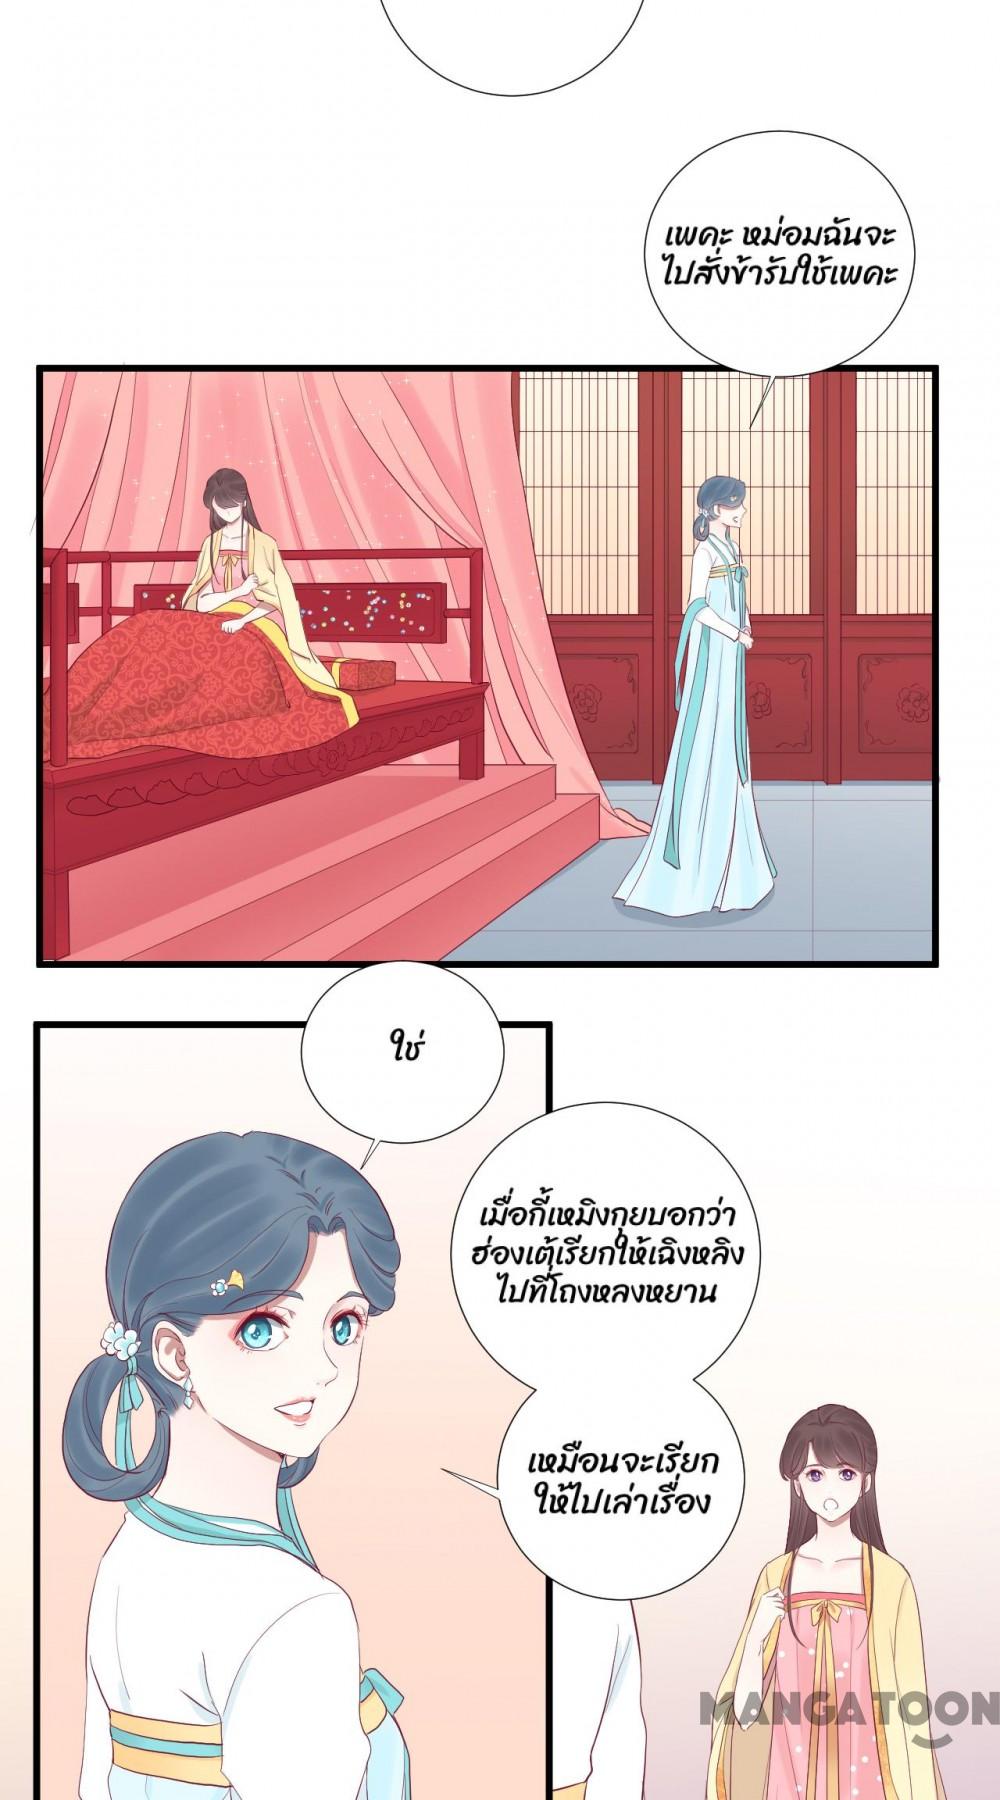 เพคะ หม่อมฉันจะ
ไปสั่งข้ารับใช้เพคะ
ใช่
เมื่อกี้เหมิงกุยบอกว่า
ฮ่องเต้เรียกให้เฉิงหลิง
ไปที่โถงหลงหยาน
เหมือนจะเรียก
ให้ไปเล่าเรื่อง
MANGATOON